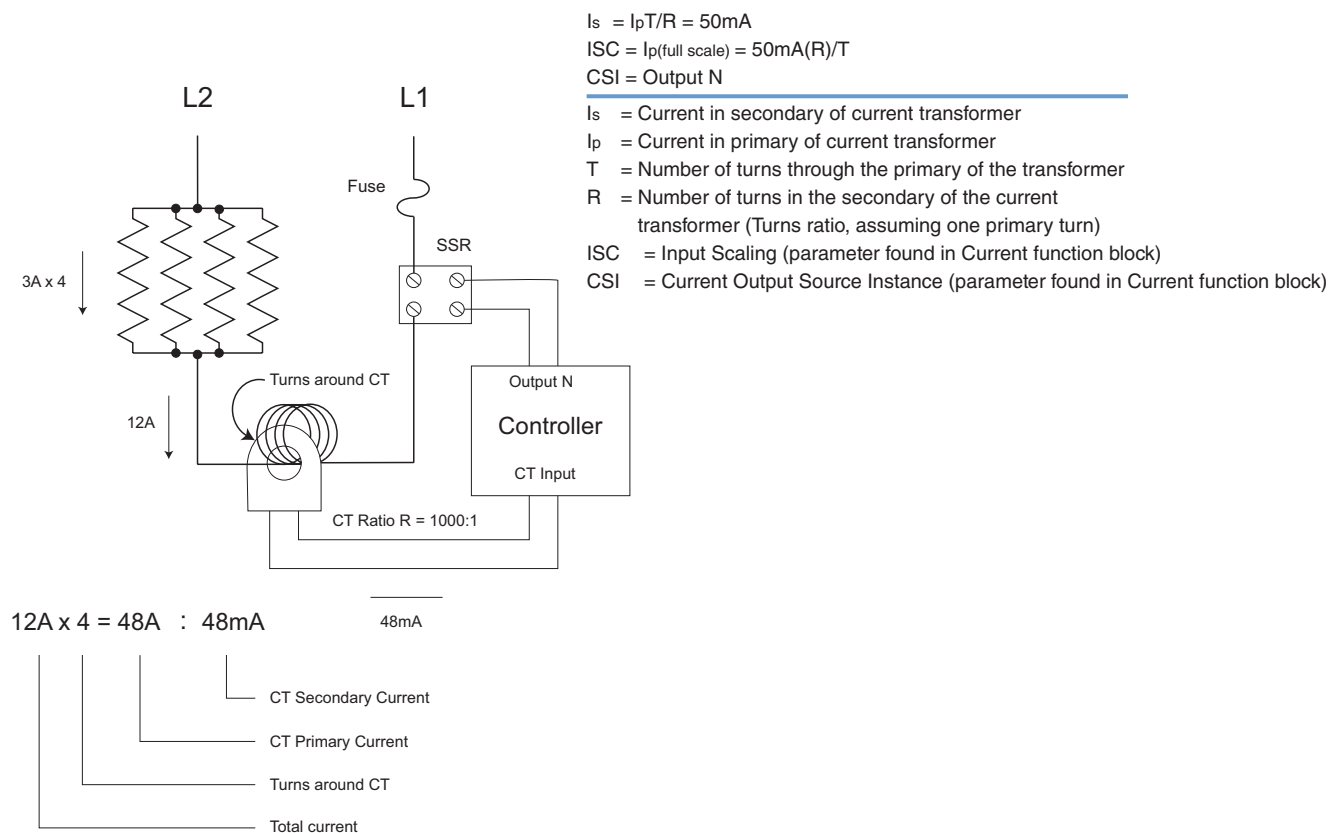 Is = IpT/R = 50mA
ISC = Ip(full scale) = 50mA(R)/T
CSI = Output N
Is = Current in secondary of current transformer
Ip = Current in primary of current transformer
T = Number of turns through the primary of the transformer
R = Number of turns in the secondary of the current
transformer (Turns ratio, assuming one primary turn)
ISC = Input Scaling (parameter found in Current function block)
CSI = Current Output Source Instance (parameter found in Current function block)
L2
L1
Fuse
SSR
3A x 4
Turns around CT
12A
Output N
Controller
CT Input
CT Ratio R = 1000:1
12A x 4 = 48A : 48mA
48mA
CT Secondary Current
CT Primary Current
Turns around CT
Total current